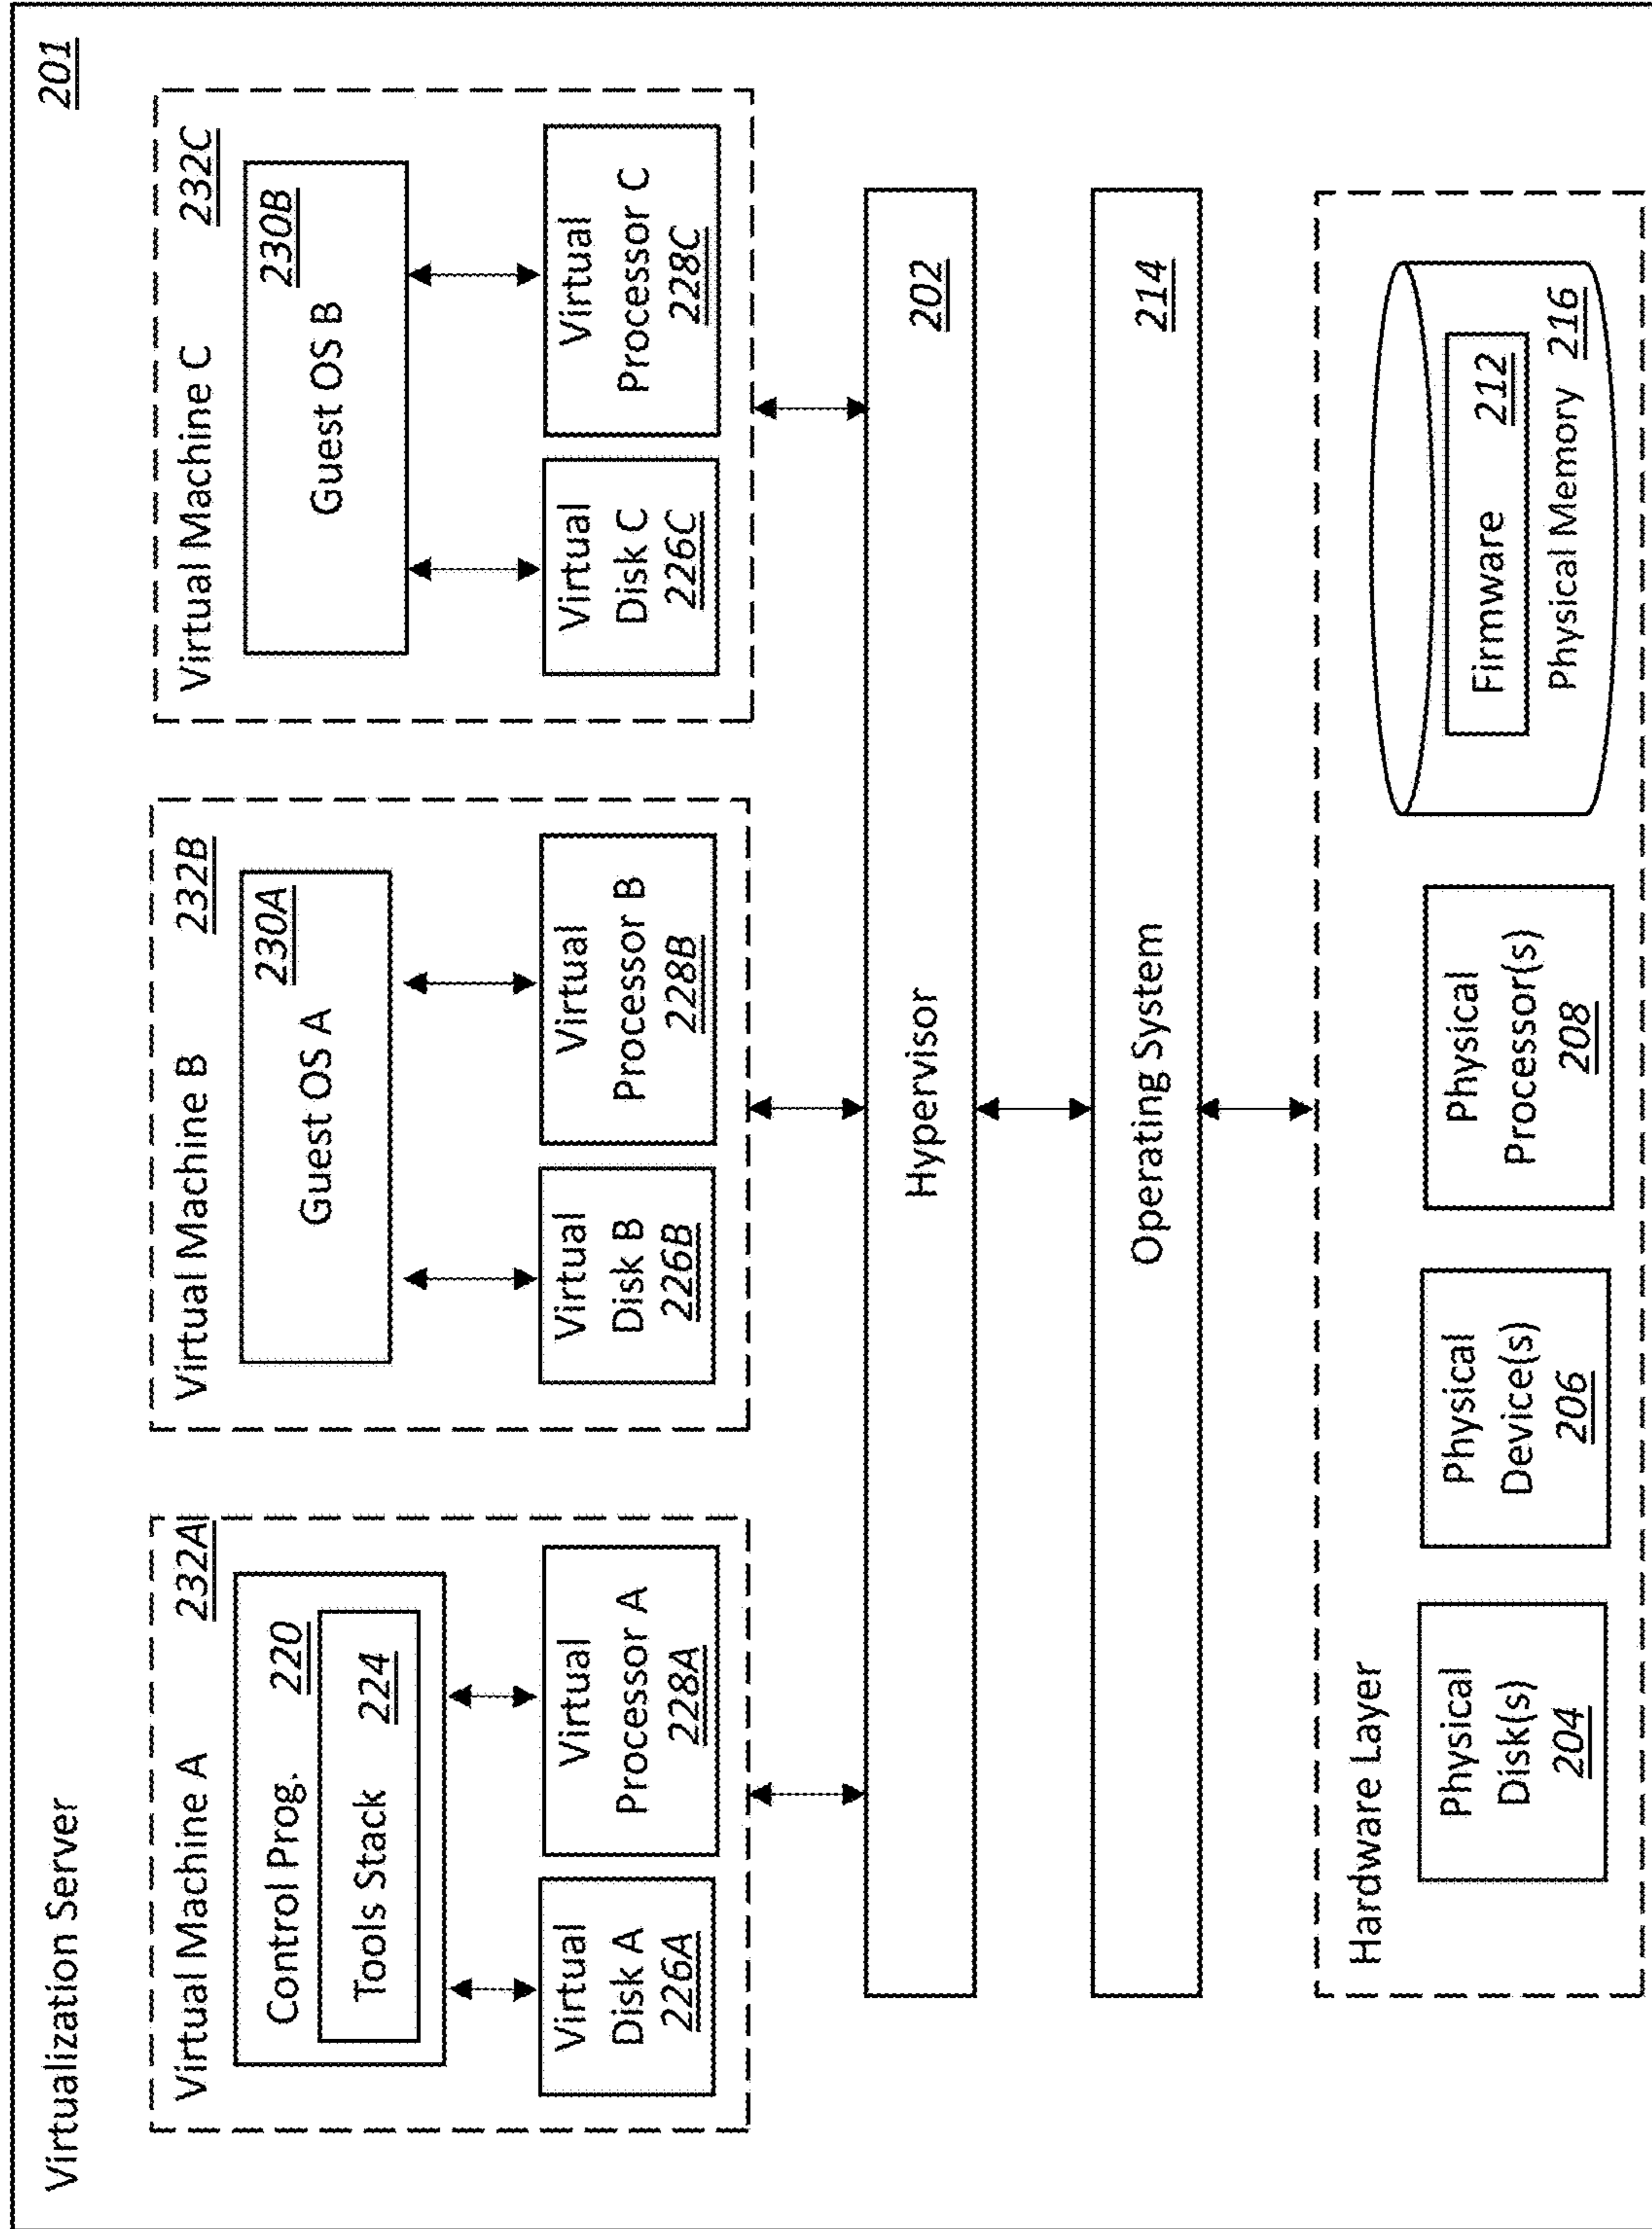 Virtualization Server 201
Virtual Machine A 232A
Control Prog. 220
Tools Stack 224
Virtual
Disk A
226A
Virtual
Processor A
228A
Virtual Machine B 232B
230A
Guest OS A
Virtual
Disk B
226B
Virtual
Processor B
228B
Virtual Machine C 232C
230B
Guest OS B
Virtual
Disk C
226C
Virtual
Processor C
228C
Hypervisor 202
Operating System 214
Hardware Layer
Physical
Disk(s)
204
Physical
Device(s)
206
Physical
Processor(s)
208
Firmware 212
Physical Memory 216